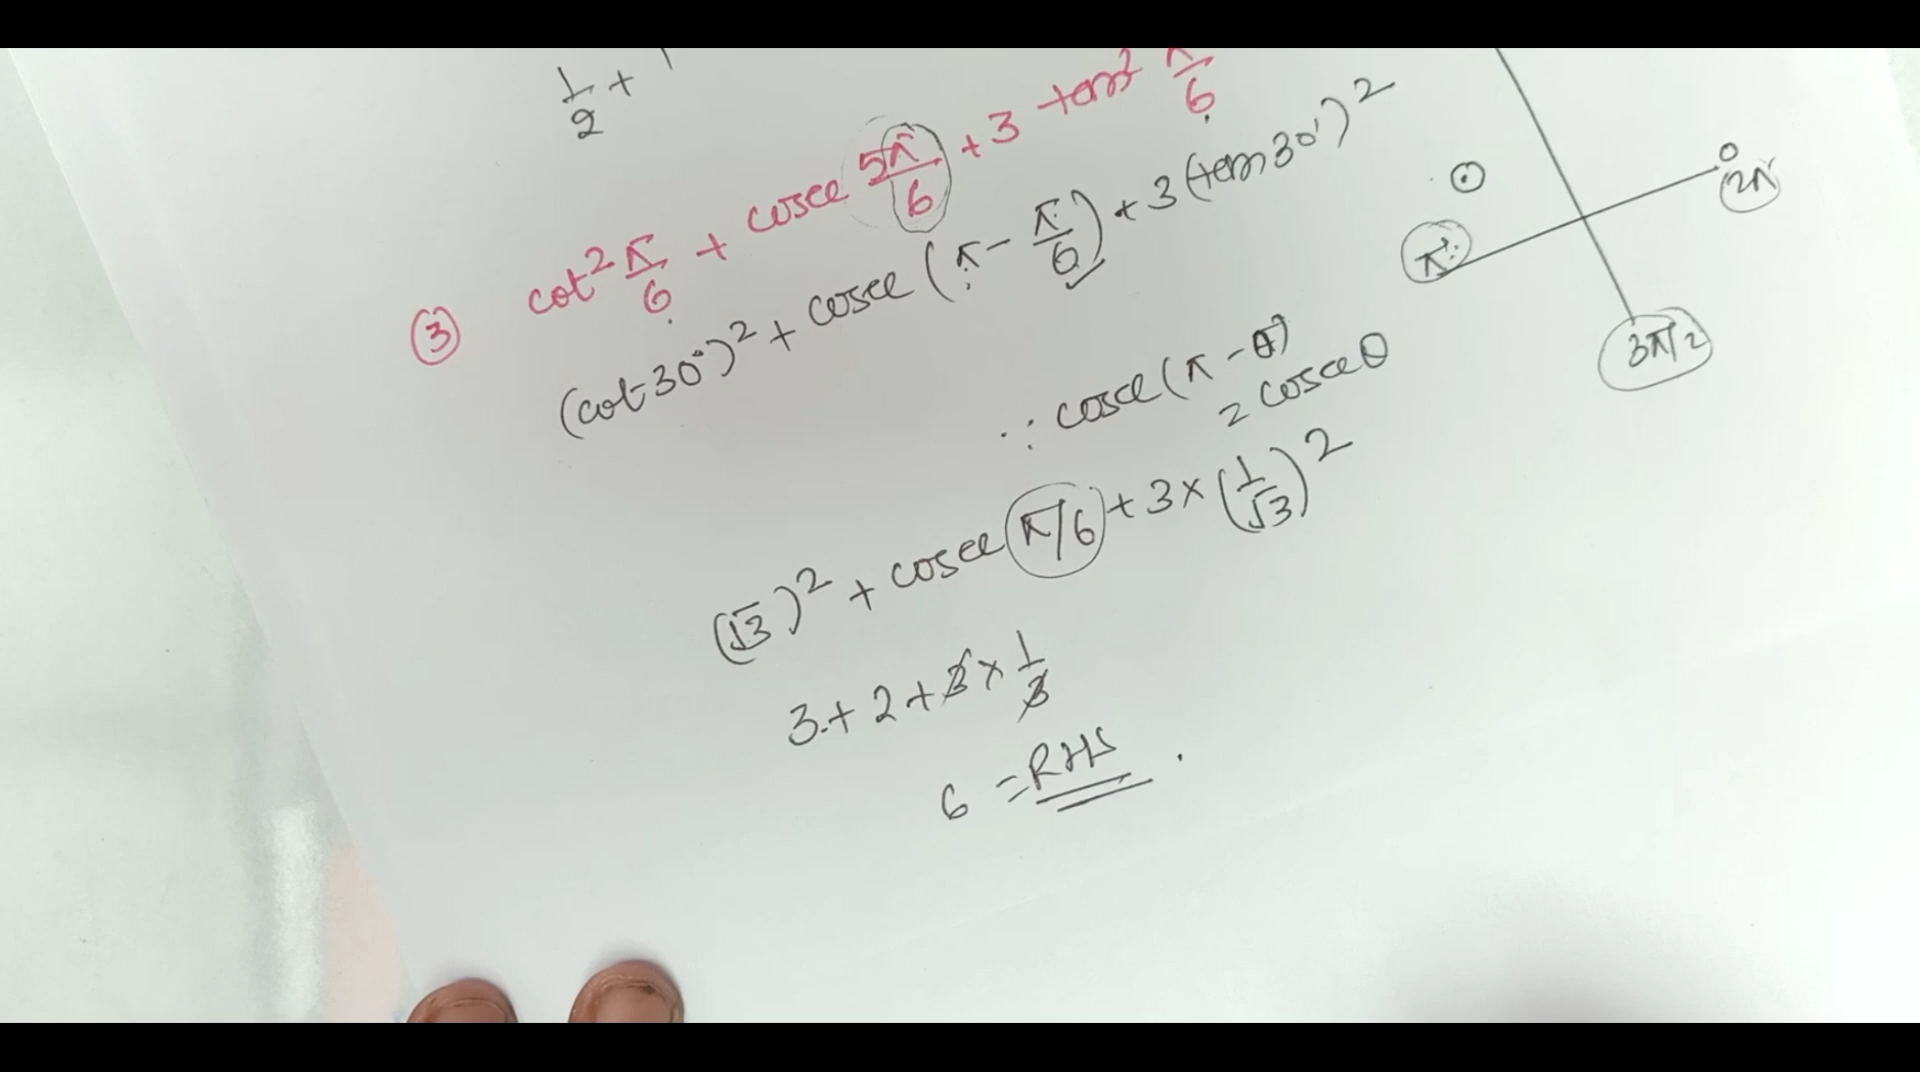 1/2 +
③ cot² π/6 + cosec 5π/6 + 3 tan² π/6
(cot 30°)² + cosec (π - π/6) + 3 (tan 30°)²
0
2π
π
3π/2
∵ cosec (π - θ)
= cosec θ
(√3)² + cosec π/6 + 3 × (1/√3)²
3 + 2 + 3 × 1/3
6 = RHS .